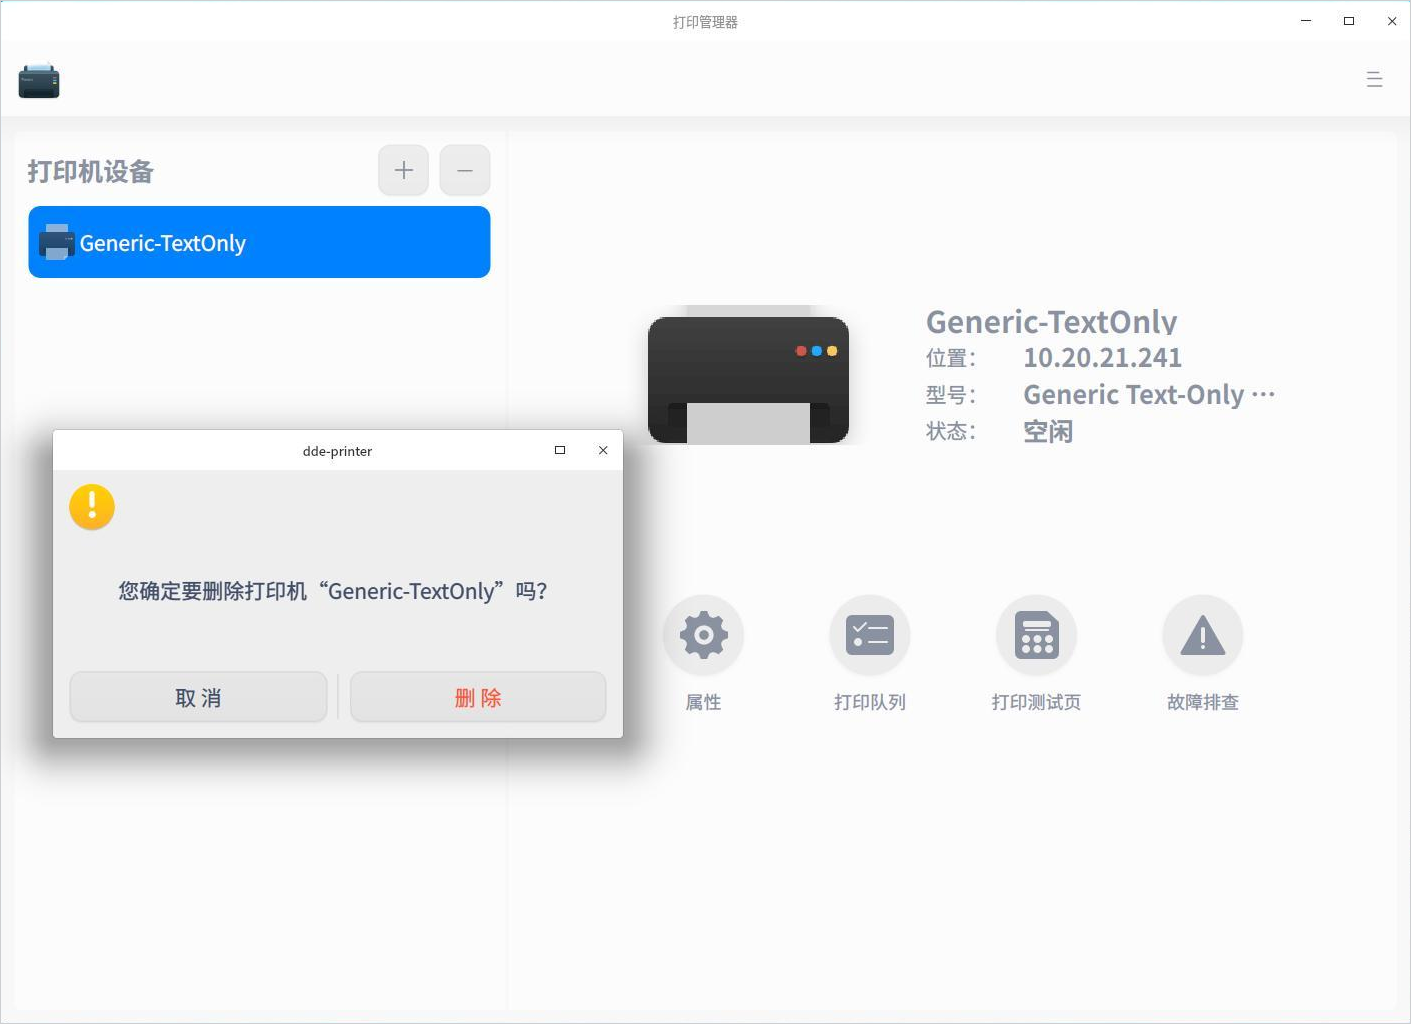 打印管理器
打印机设备
Generic-TextOnly
Generic-TextOnly
位置： 10.20.21.241
型号： Generic Text-Only ···
状态： 空闲
dde-printer
您确定要删除打印机“Generic-TextOnly”吗？
取 消
删 除
属性
打印队列
打印测试页
故障排查